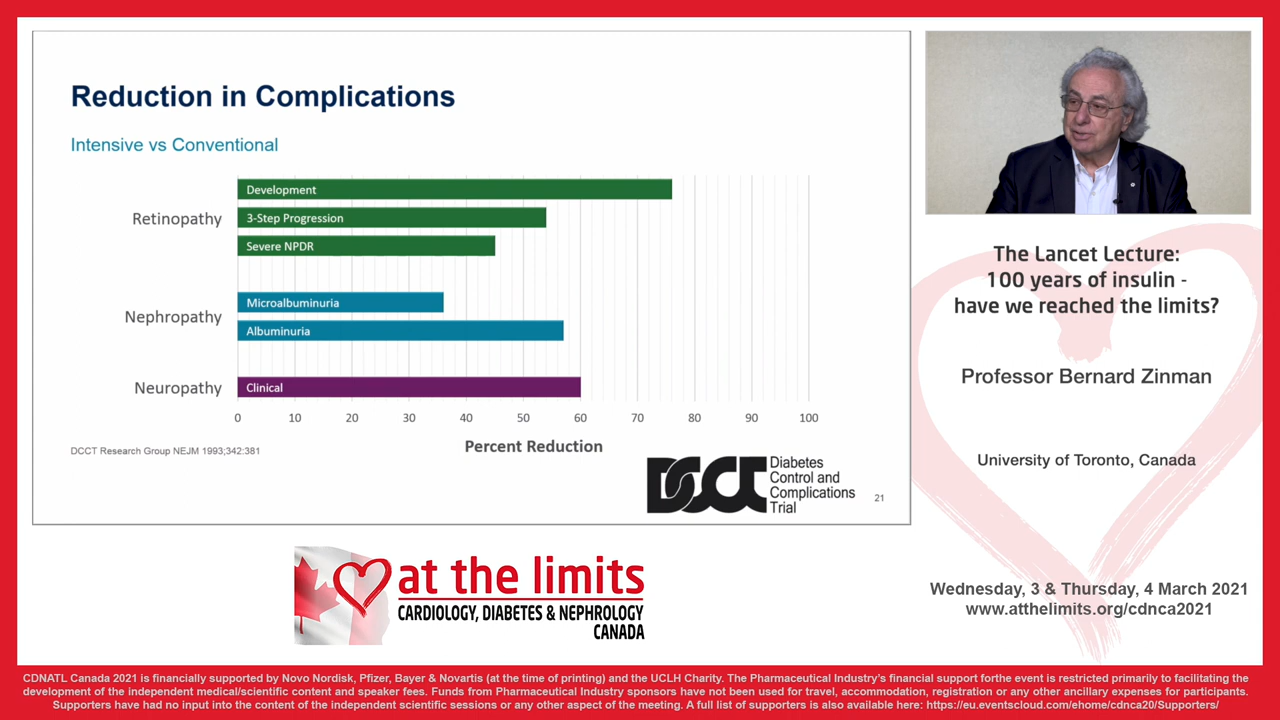 Reduction in Complications
Intensive vs Conventional
Retinopathy
Development
3-Step Progression
Severe NPDR
Nephropathy
Microalbuminuria
Albuminuria
Neuropathy
Clinical
0 10 20 30 40 50 60 70 80 90 100
Percent Reduction
DCCT Research Group NEJM 1993;342:381
DCCT
Diabetes
Control and
Complications
Trial
21
The Lancet Lecture:
100 years of insulin -
have we reached the limits?
Professor Bernard Zinman
University of Toronto, Canada
Wednesday, 3 & Thursday, 4 March 2021
www.atthelimits.org/cdnca2021
at the limits
CARDIOLOGY, DIABETES & NEPHROLOGY
CANADA
CDNATL Canada 2021 is financially supported by Novo Nordisk, Pfizer, Bayer & Novartis (at the time of printing) and the UCLH Charity. The Pharmaceutical Industry's financial support forthe event is restricted primarily to facilitating the
development of the independent medical/scientific content and speaker fees. Funds from Pharmaceutical Industry sponsors have not been used for travel, accommodation, registration or any other ancillary expenses for participants.
Supporters have had no input into the content of the independent scientific sessions or any other aspect of the meeting. A full list of supporters is also available here: https://eu.eventscloud.com/ehome/cdnca20/Supporters/